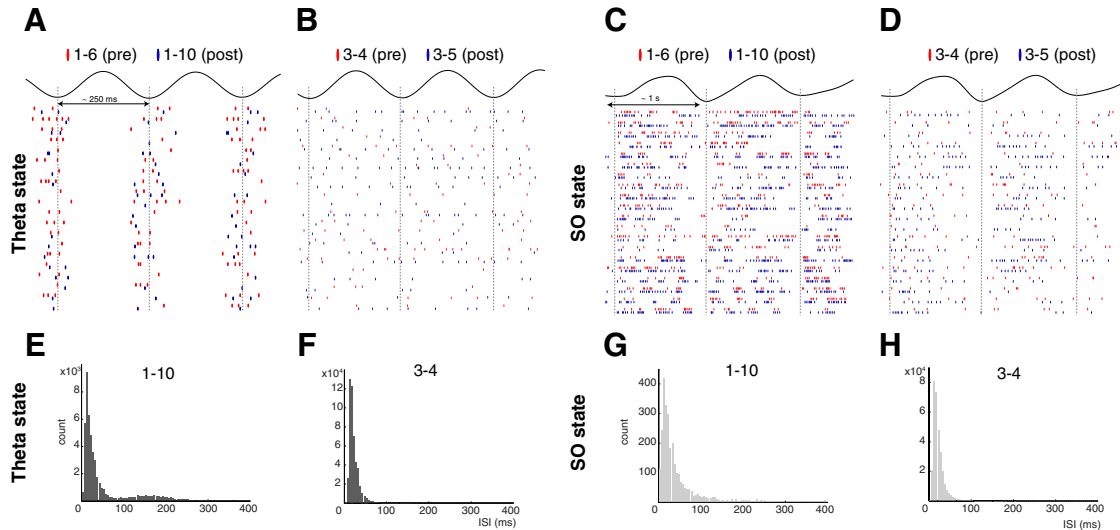 A
B
C
D
1-6 (pre) 1-10 (post)
3-4 (pre) 3-5 (post)
1-6 (pre) 1-10 (post)
3-4 (pre) 3-5 (post)
~ 250 ms
~ 1 s
Theta state
SO state
E
F
G
H
1-10
3-4
1-10
3-4
Theta state
x10³
8
6
4
2
count
0 100 200 300 400
x10⁴
12
10
8
6
4
2
0 100 200 300 400
ISI (ms)
SO state
400
300
200
100
count
0 100 200 300 400
x10⁴
8
6
4
2
0 100 200 300 400
ISI (ms)